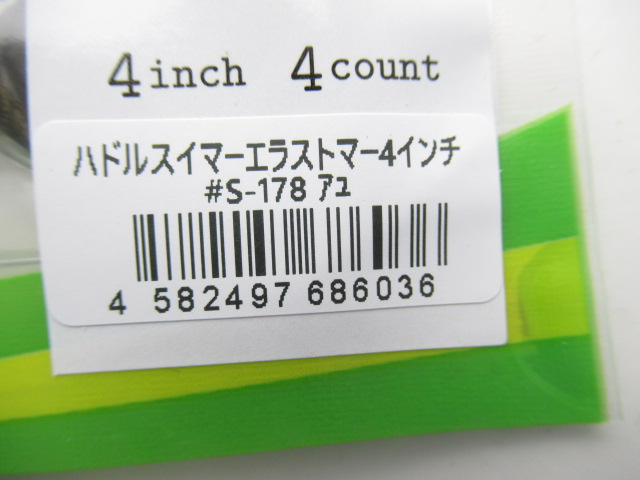 4 inch 4 count
ハドルスイマーエラストマー4インチ
#S-178 ｱﾕ
4 582497 686036